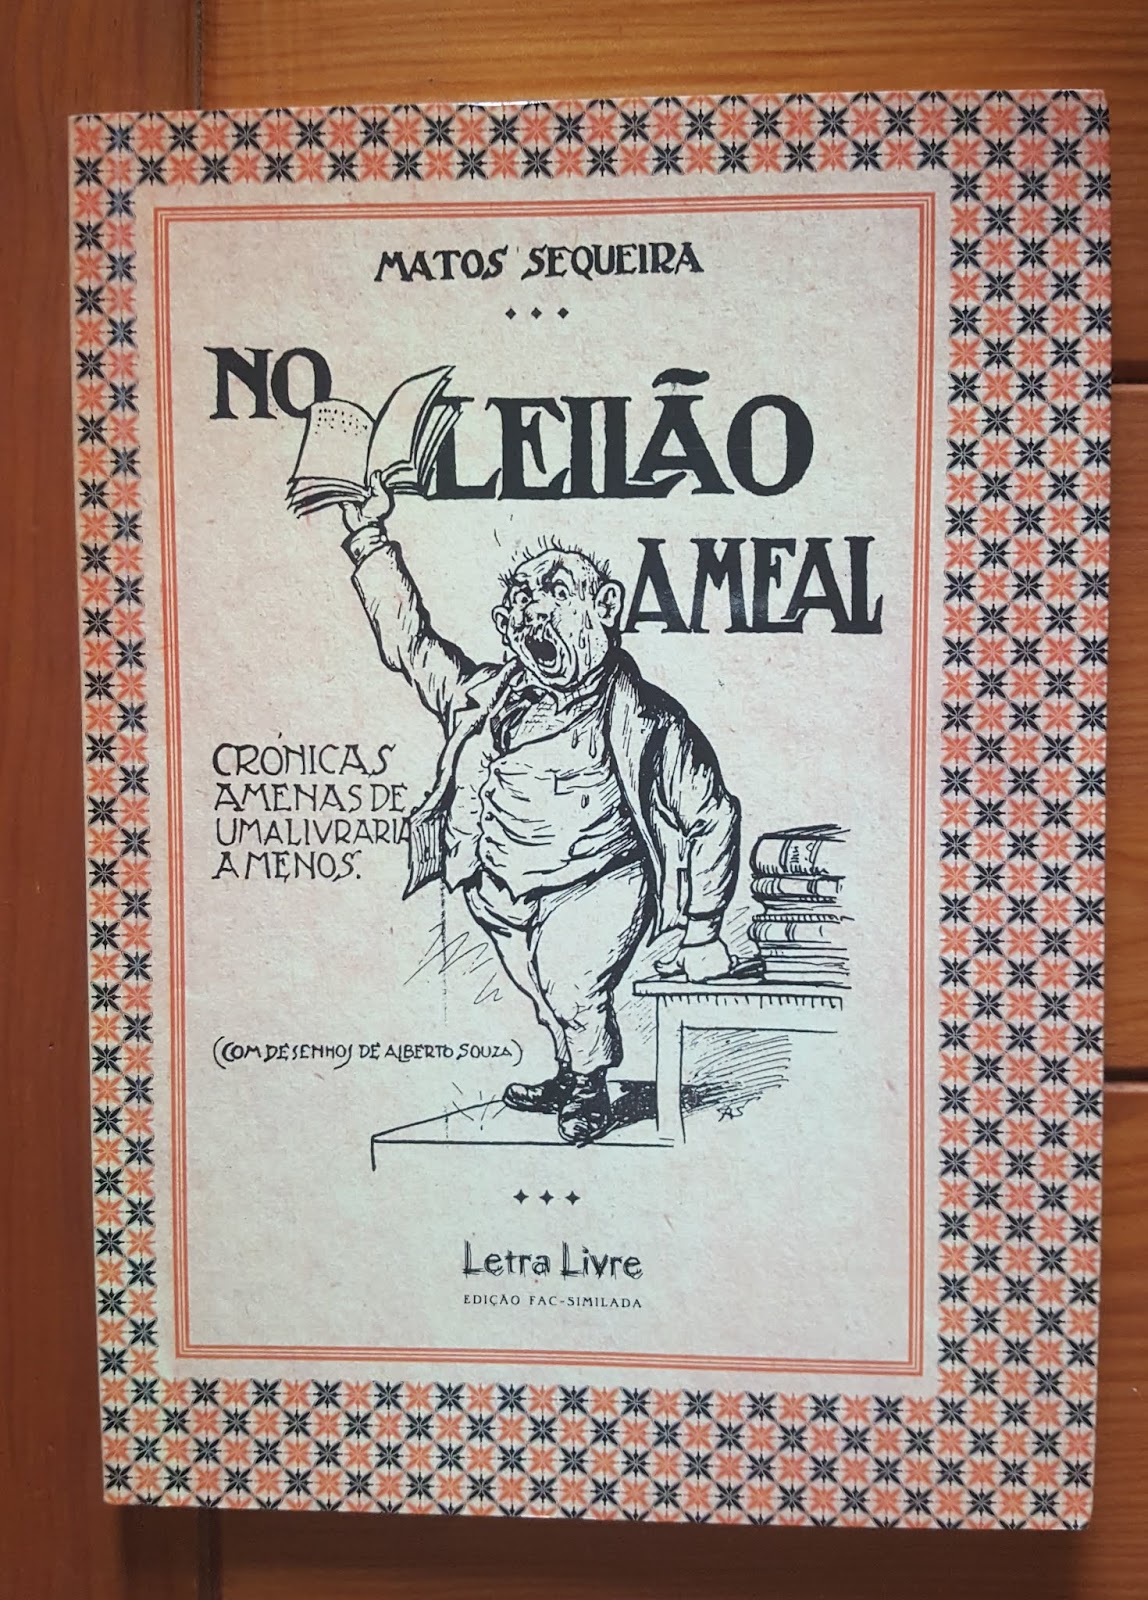 MATOS SEQUEIRA
NO LEILÃO
AMEAL
CRÓNICAS
AMENAS DE
UMA LIVRARIA
A MENOS.
(COM DESENHOS DE ALBERTO SOUZA)
AS
Letra Livre
EDIÇÃO FAC-SIMILADA